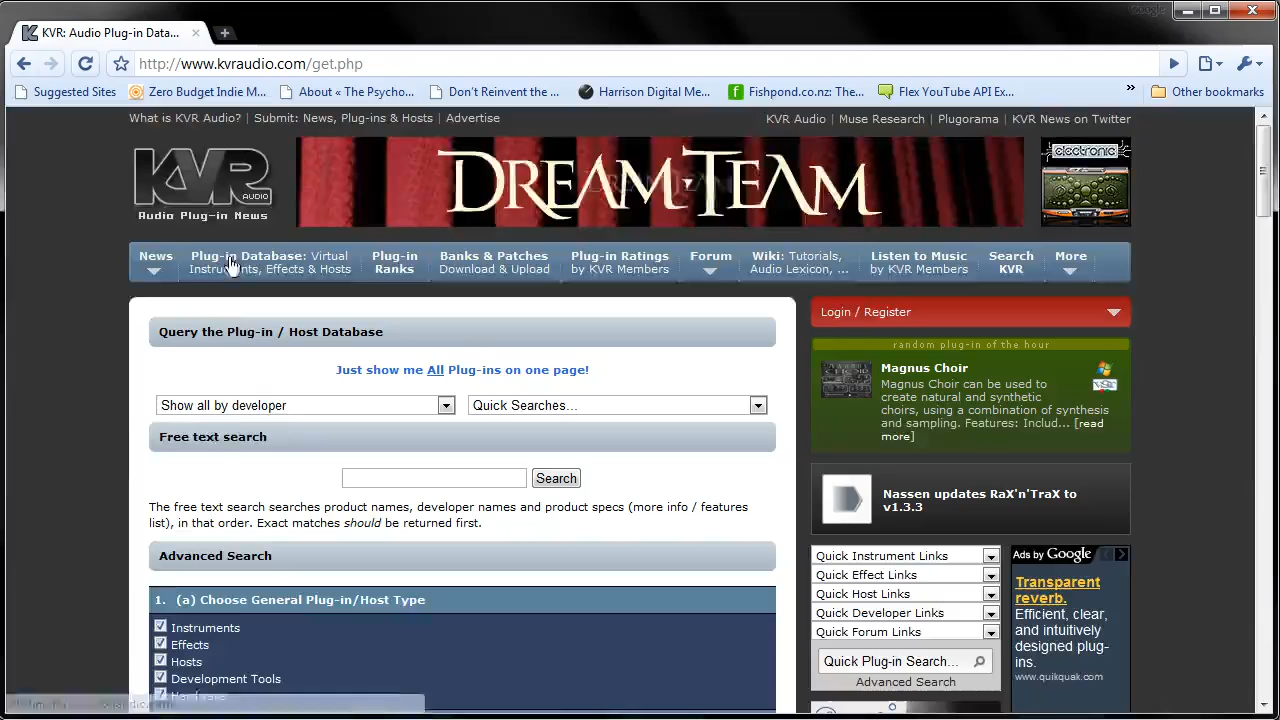 Google
KVR: Audio Plug-in Data...
http://www.kvraudio.com/get.php
Suggested Sites
Zero Budget Indie M...
About « The Psycho...
Don't Reinvent the ...
Harrison Digital Me...
Fishpond.co.nz: The...
Flex YouTube API Ex...
»
Other bookmarks
What is KVR Audio? | Submit: News, Plug-ins & Hosts | Advertise
KVR Audio | Muse Research | Plugorama | KVR News on Twitter
KVR
AUDIO
Audio Plug-in News
DREAMTEAM
electronic
News
Plug-in Database: Virtual
Instruments, Effects & Hosts
Plug-in
Ranks
Banks & Patches
Download & Upload
Plug-in Ratings
by KVR Members
Forum
Wiki: Tutorials,
Audio Lexicon, ...
Listen to Music
by KVR Members
Search
KVR
More
Query the Plug-in / Host Database
Just show me All Plug-ins on one page!
Show all by developer
Quick Searches...
Free text search
Search
The free text search searches product names, developer names and product specs (more info / features
list), in that order. Exact matches should be returned first.
Advanced Search
1. (a) Choose General Plug-in/Host Type
Instruments
Effects
Hosts
Development Tools
Login / Register
random plug-in of the hour
Magnus Choir
Magnus Choir can be used to
create natural and synthetic
choirs, using a combination of synthesis
and sampling. Features: Includ... [read
more]
Nassen updates RaX'n'TraX to
v1.3.3
Quick Instrument Links
Quick Effect Links
Quick Host Links
Quick Developer Links
Quick Forum Links
Quick Plug-in Search...
Advanced Search
Ads by Google
Transparent
reverb.
Efficient, clear,
and intuitively
designed plug-
ins.
www.quikquak.com